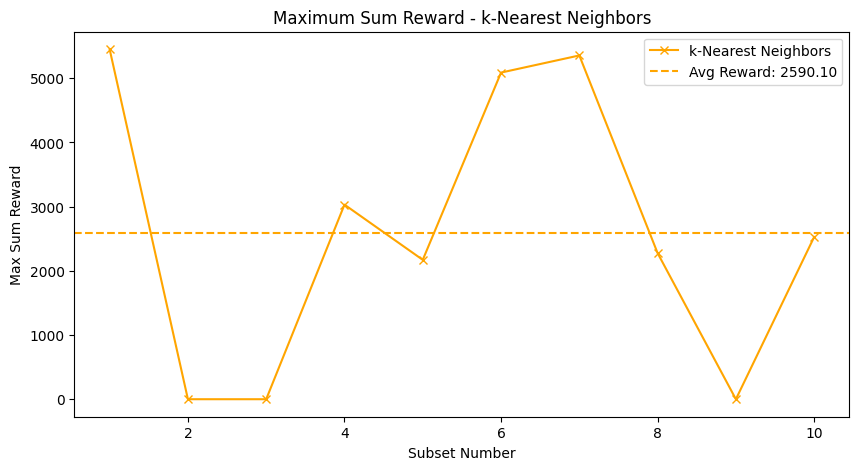 Maximum Sum Reward - k-Nearest Neighbors
k-Nearest Neighbors
Avg Reward: 2590.10
Max Sum Reward
5000
4000
3000
2000
1000
0
2
4
6
8
10
Subset Number